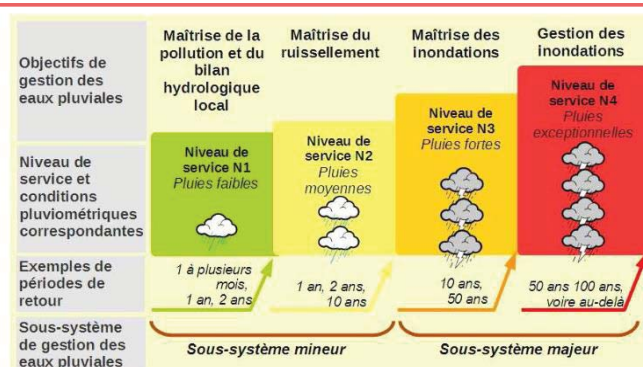 Objectifs de
gestion des
eaux pluviales
Maîtrise de la
pollution et du
bilan
hydrologique
local
Maîtrise du
ruissellement
Maîtrise des
inondations
Gestion des
inondations
Niveau de
service et
conditions
pluviométriques
correspondantes
Niveau de
service N1
Pluies faibles
Niveau de
service N2
Pluies
moyennes
Niveau de
service N3
Pluies fortes
Niveau de
service N4
Pluies
exceptionnelles
Exemples de
périodes de
retour
1 à plusieurs
mois,
1 an, 2 ans
1 an, 2 ans,
10 ans
10 ans,
50 ans
50 ans 100 ans,
voire au-delà
Sous-système
de gestion des
eaux pluviales
Sous-système mineur
Sous-système majeur